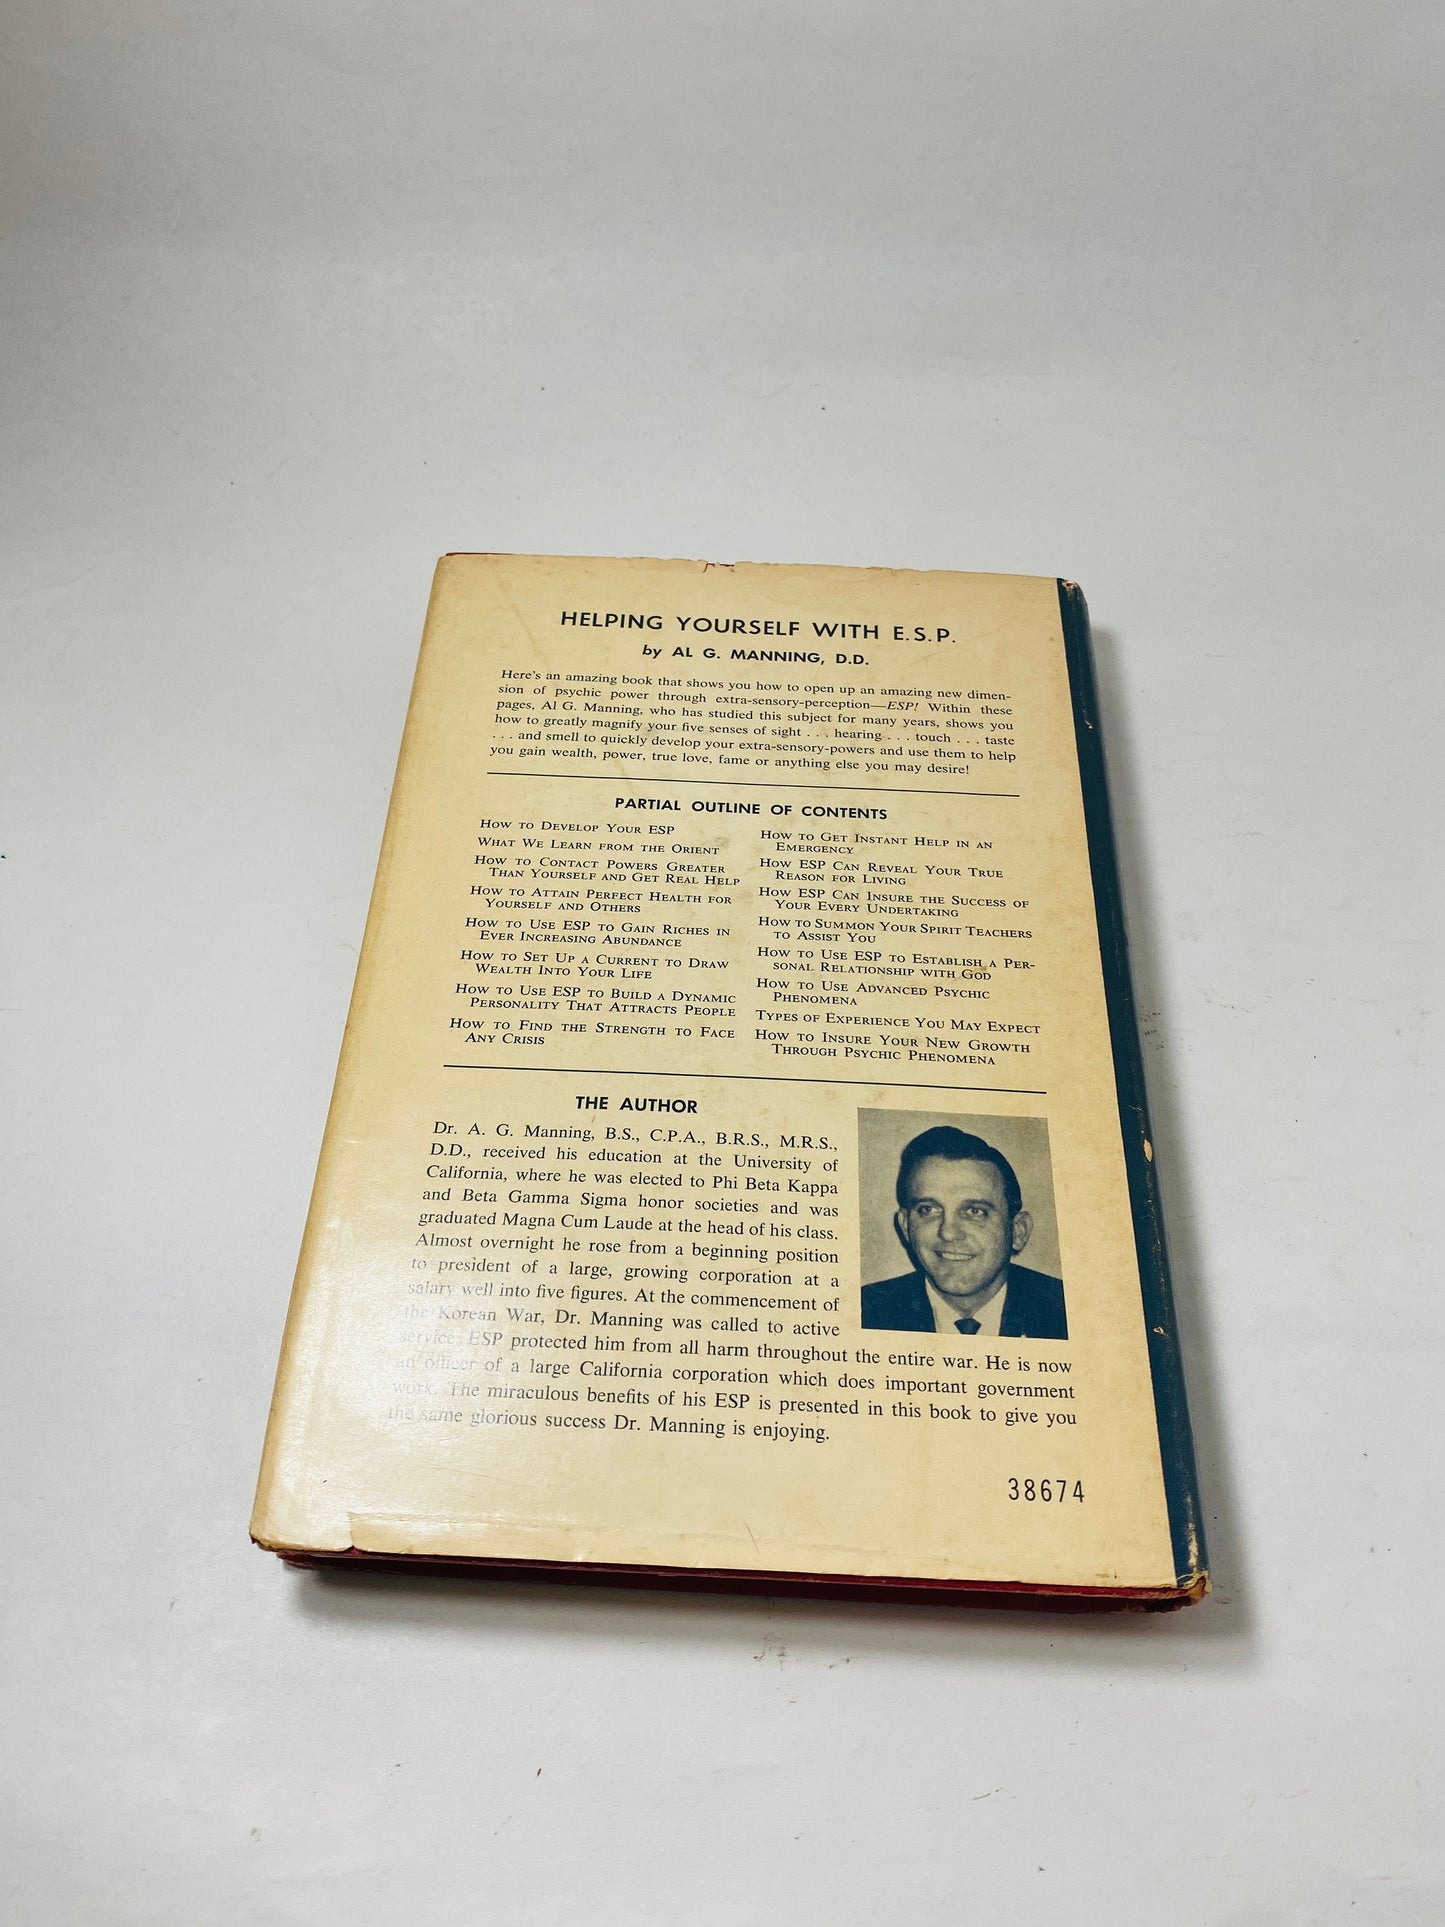 HELPING YOURSELF WITH E.S.P.
by AL G. MANNING, D.D.
Here's an amazing book that shows you how to open up an amazing new dimen-
sion of psychic power through extra-sensory-perception—ESP! Within these
pages, Al G. Manning, who has studied this subject for many years, shows you
how to greatly magnify your five senses of sight . . . hearing . . . touch . . . taste
. . . and smell to quickly develop your extra-sensory-powers and use them to help
you gain wealth, power, true love, fame or anything else you may desire!
PARTIAL OUTLINE OF CONTENTS
HOW TO DEVELOP YOUR ESP
WHAT WE LEARN FROM THE ORIENT
HOW TO CONTACT POWERS GREATER
THAN YOURSELF AND GET REAL HELP
HOW TO ATTAIN PERFECT HEALTH FOR
YOURSELF AND OTHERS
HOW TO USE ESP TO GAIN RICHES IN
EVER INCREASING ABUNDANCE
HOW TO SET UP A CURRENT TO DRAW
WEALTH INTO YOUR LIFE
HOW TO USE ESP TO BUILD A DYNAMIC
PERSONALITY THAT ATTRACTS PEOPLE
HOW TO FIND THE STRENGTH TO FACE
ANY CRISIS
HOW TO GET INSTANT HELP IN AN
EMERGENCY
HOW ESP CAN REVEAL YOUR TRUE
REASON FOR LIVING
HOW ESP CAN INSURE THE SUCCESS OF
YOUR EVERY UNDERTAKING
HOW TO SUMMON YOUR SPIRIT TEACHERS
TO ASSIST YOU
HOW TO USE ESP TO ESTABLISH A PER-
SONAL RELATIONSHIP WITH GOD
HOW TO USE ADVANCED PSYCHIC
PHENOMENA
TYPES OF EXPERIENCE YOU MAY EXPECT
HOW TO INSURE YOUR NEW GROWTH
THROUGH PSYCHIC PHENOMENA
THE AUTHOR
Dr. A. G. Manning, B.S., C.P.A., B.R.S., M.R.S.,
D.D., received his education at the University of
California, where he was elected to Phi Beta Kappa
and Beta Gamma Sigma honor societies and was
graduated Magna Cum Laude at the head of his class.
Almost overnight he rose from a beginning position
to president of a large, growing corporation at a
salary well into five figures. At the commencement of
the Korean War, Dr. Manning was called to active
service. ESP protected him from all harm throughout the entire war. He is now
an officer of a large California corporation which does important government
work. The miraculous benefits of his ESP is presented in this book to give you
the same glorious success Dr. Manning is enjoying.
38674